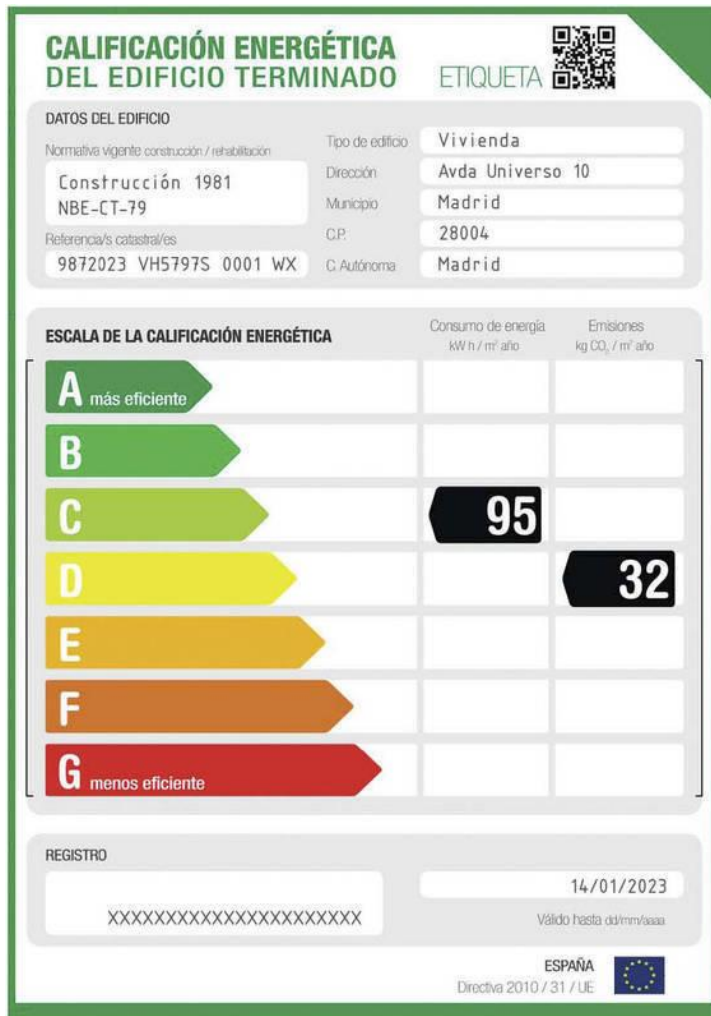 CALIFICACIÓN ENERGÉTICA
DEL EDIFICIO TERMINADO
ETIQUETA
DATOS DEL EDIFICIO
Normativa vigente construcción / rehabilitación
Construcción 1981
NBE-CT-79
Referencia/s catastral/es
9872023 VH5797S 0001 WX
Tipo de edificio Vivienda
Dirección Avda Universo 10
Municipio Madrid
C.P. 28004
C. Autónoma Madrid
ESCALA DE LA CALIFICACIÓN ENERGÉTICA
Consumo de energía
kW h / m² año
Emisiones
kg CO₂ / m² año
A más eficiente
B
C 95
D 32
E
F
G menos eficiente
REGISTRO
XXXXXXXXXXXXXXXXXXXXXXX
14/01/2023
Válido hasta dd/mm/aaaa
ESPAÑA
Directiva 2010 / 31 / UE